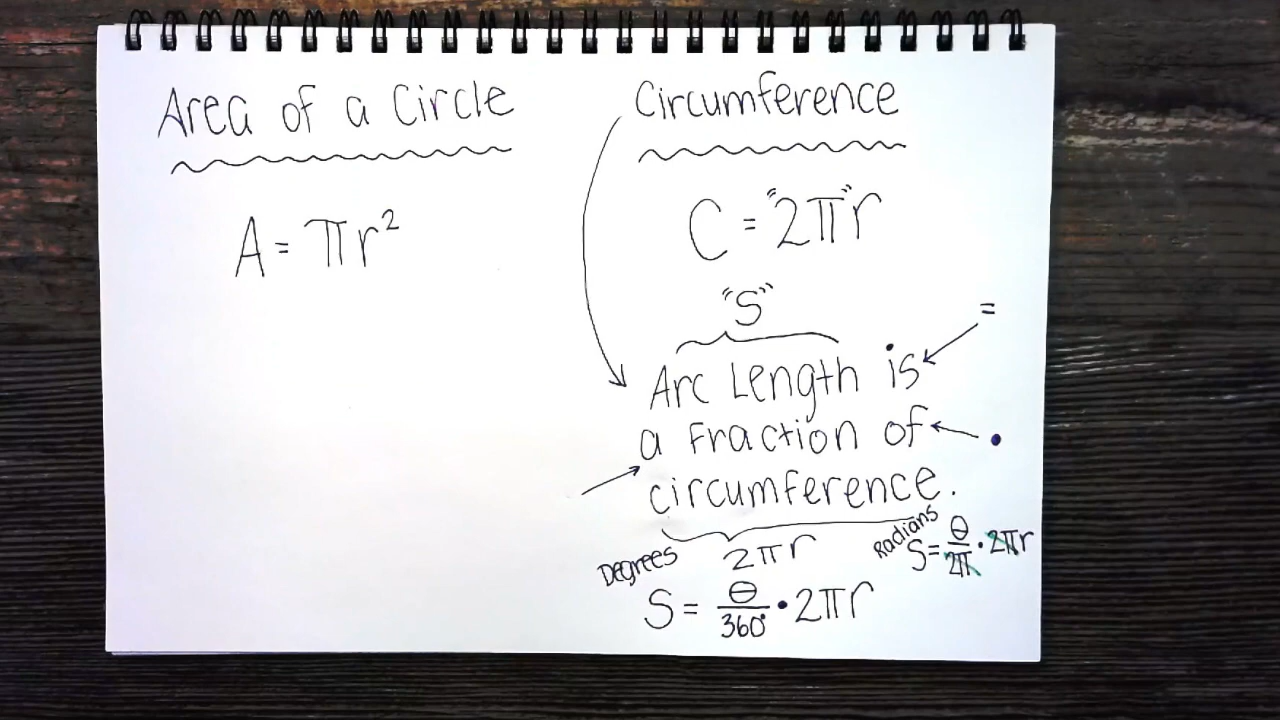 Area of a Circle
A = πr²
Circumference
C = "2π"r
"S"
=
Arc Length is
a fraction of
•
circumference.
2πr
Degrees
S = θ/360° • 2πr
Radians
S = θ/2π • 2πr